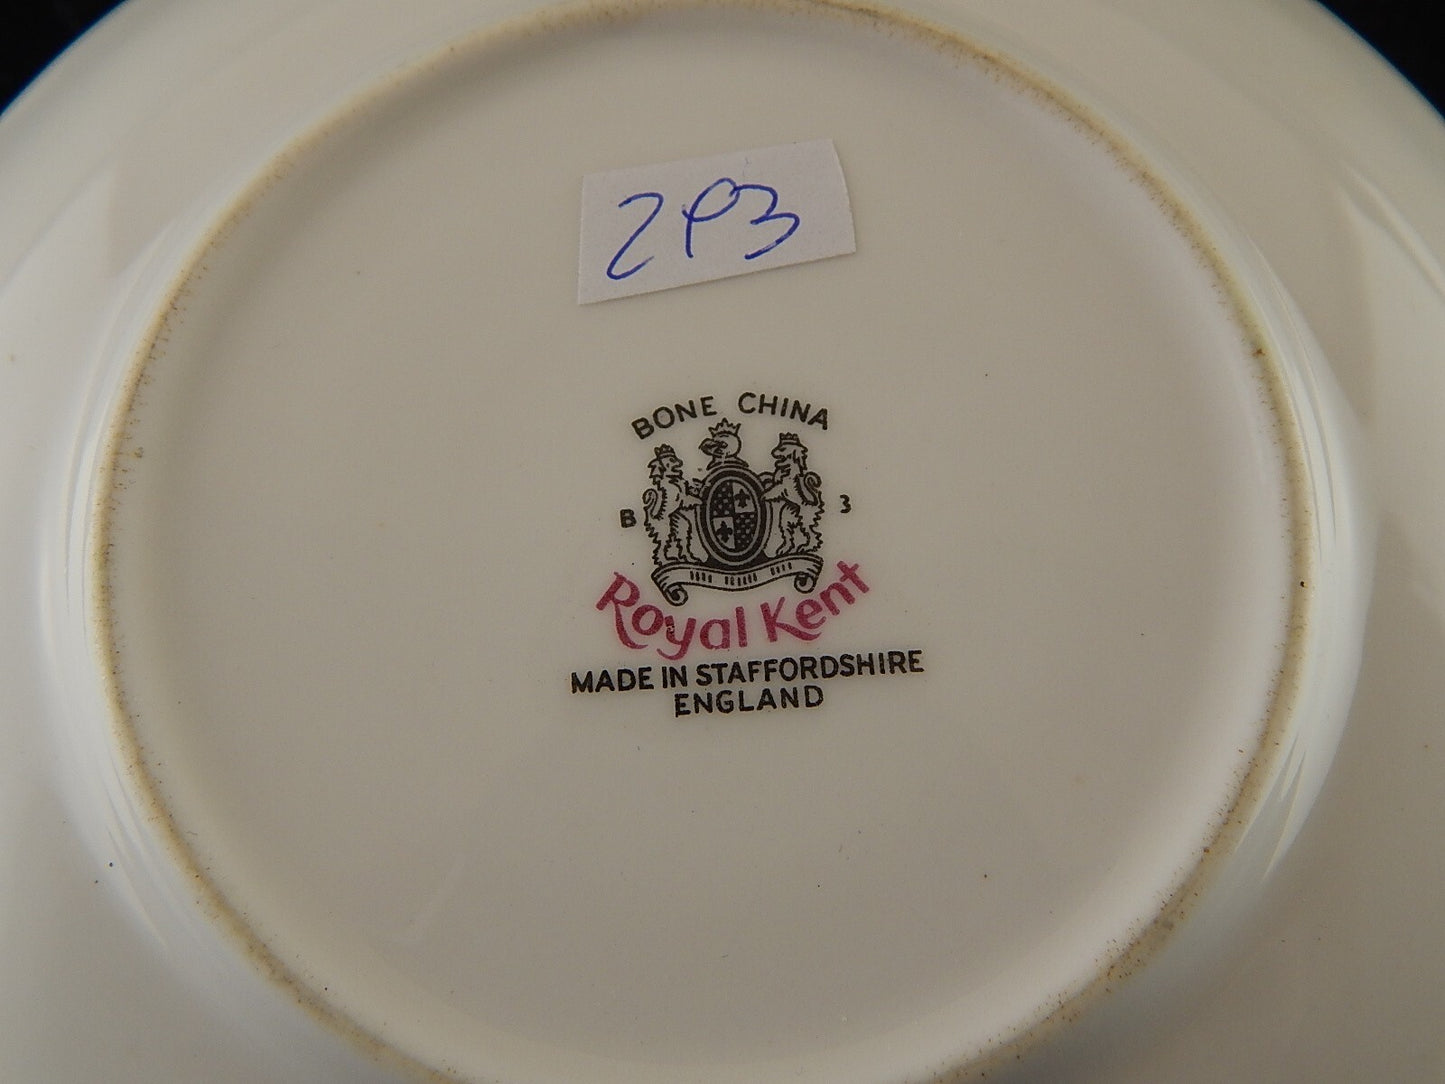 2P3
BONE CHINA
B 3
Royal Kent
MADE IN STAFFORDSHIRE
ENGLAND